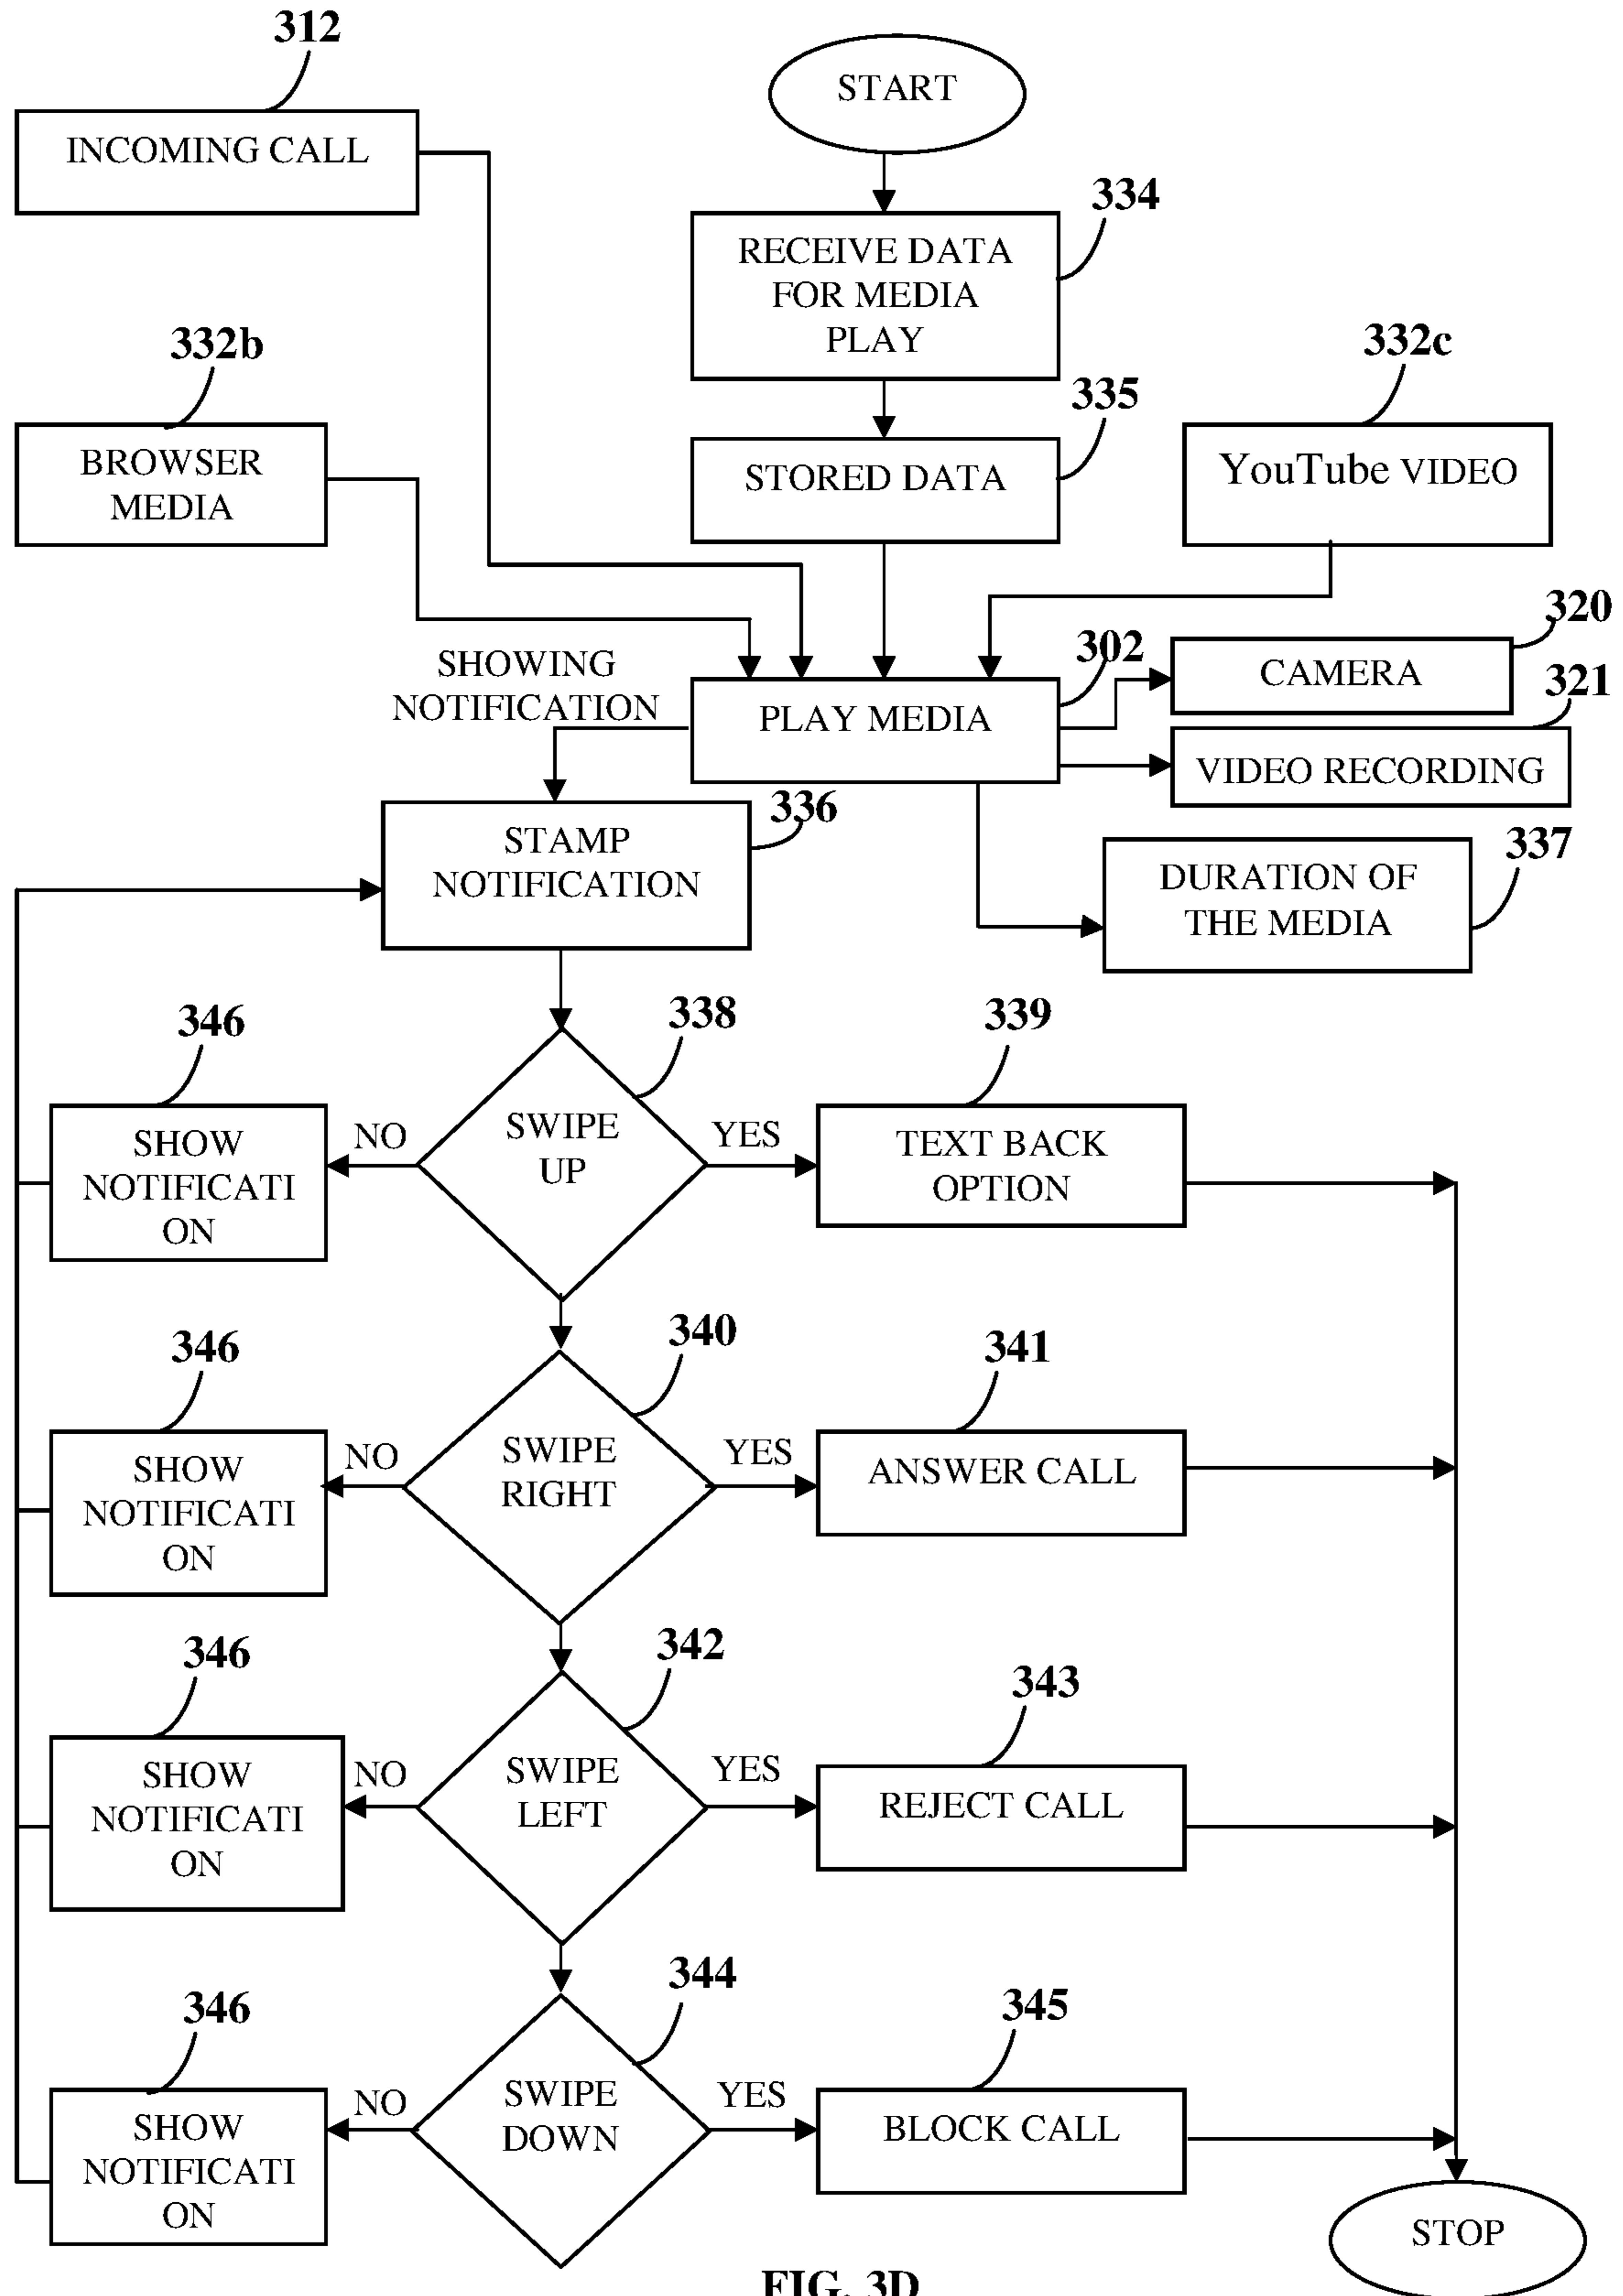 312
START
INCOMING CALL
334
RECEIVE DATA
FOR MEDIA
PLAY
332b
332c
335
BROWSER
MEDIA
STORED DATA
YouTube VIDEO
320
302
SHOWING
NOTIFICATION
CAMERA
321
PLAY MEDIA
VIDEO RECORDING
336
STAMP
NOTIFICATION
337
DURATION OF
THE MEDIA
346
338
339
SHOW
NOTIFICATI
ON
NO
SWIPE
UP
YES
TEXT BACK
OPTION
346
340
341
SHOW
NOTIFICATI
ON
NO
SWIPE
RIGHT
YES
ANSWER CALL
346
342
343
SHOW
NOTIFICATI
ON
NO
SWIPE
LEFT
YES
REJECT CALL
346
344
345
SHOW
NOTIFICATI
ON
NO
SWIPE
DOWN
YES
BLOCK CALL
STOP
FIG. 3D